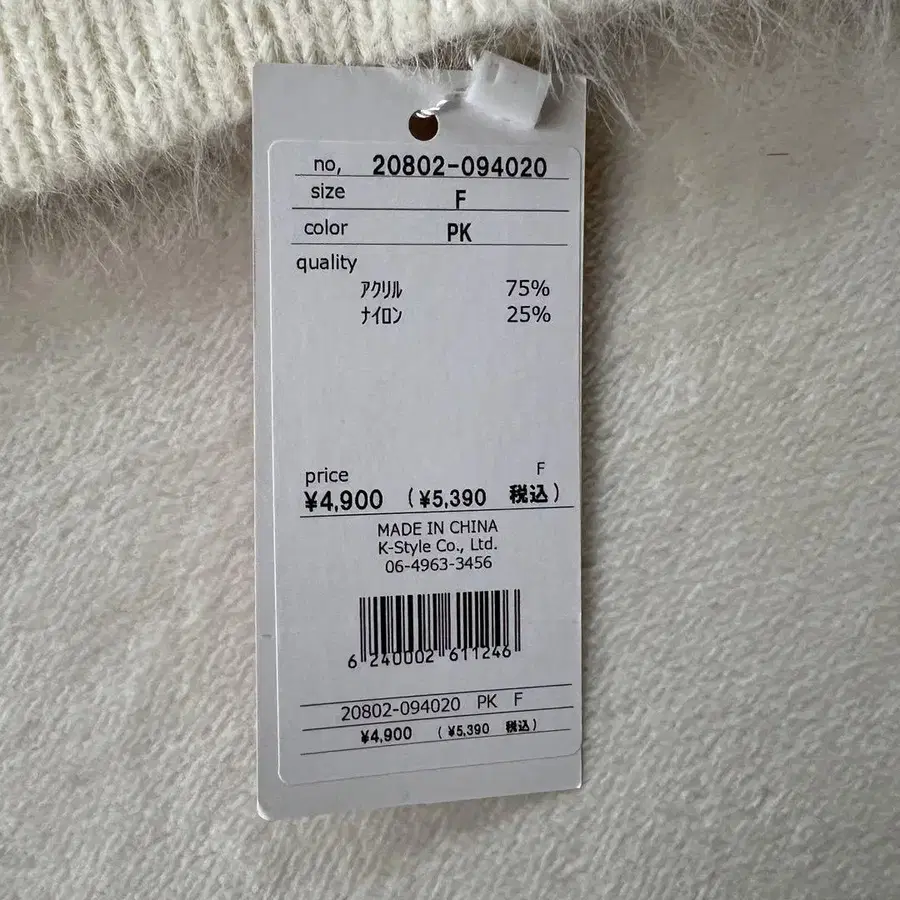 no, 20802-094020
size F
color PK
quality
ｱｸﾘﾙ 75%
ﾅｲﾛﾝ 25%
price F
¥4,900 (¥5,390 税込)
MADE IN CHINA
K-Style Co., Ltd.
06-4963-3456
6 240002 611246
20802-094020 PK F
¥4,900 (¥5,390 税込)